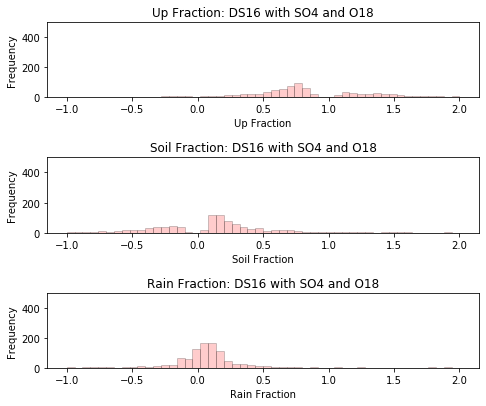 Up Fraction: DS16 with SO4 and O18
Frequency
400
200
0
−1.0 −0.5 0.0 0.5 1.0 1.5 2.0
Up Fraction
Soil Fraction: DS16 with SO4 and O18
Frequency
400
200
0
−1.0 −0.5 0.0 0.5 1.0 1.5 2.0
Soil Fraction
Rain Fraction: DS16 with SO4 and O18
Frequency
400
200
0
−1.0 −0.5 0.0 0.5 1.0 1.5 2.0
Rain Fraction